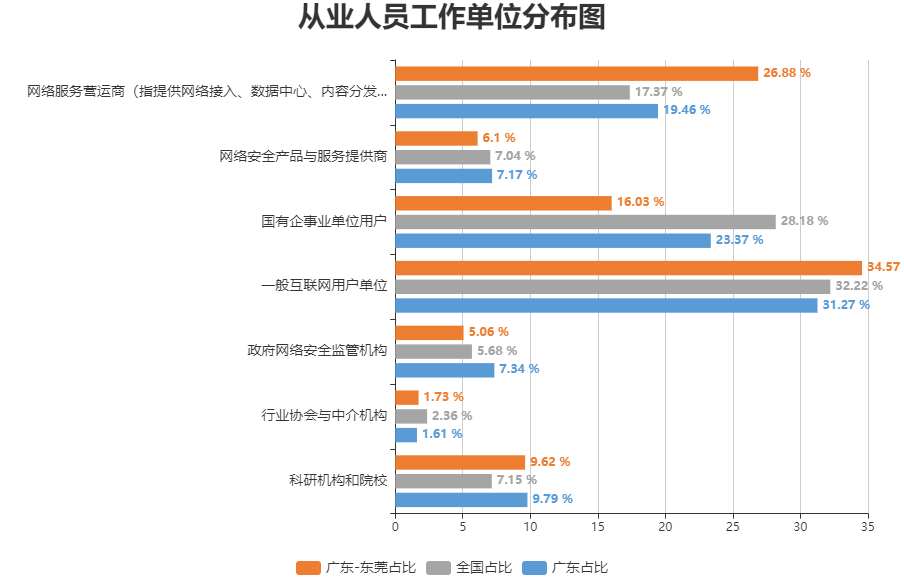 从业人员工作单位分布图
网络服务营运商（指提供网络接入、数据中心、内容分发...
26.88 %
17.37 %
19.46 %
网络安全产品与服务提供商
6.1 %
7.04 %
7.17 %
国有企事业单位用户
16.03 %
28.18 %
23.37 %
一般互联网用户单位
34.57
32.22 %
31.27 %
政府网络安全监管机构
5.06 %
5.68 %
7.34 %
行业协会与中介机构
1.73 %
2.36 %
1.61 %
科研机构和院校
9.62 %
7.15 %
9.79 %
0 5 10 15 20 25 30 35
广东-东莞占比 全国占比 广东占比